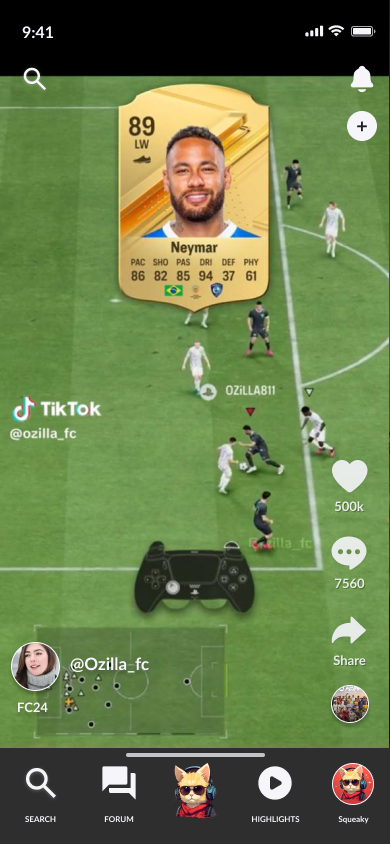 9:41
89
LW
Neymar
PAC SHO PAS DRI DEF PHY
86 82 85 94 37 61
OZiLLA811
TikTok
@ozilla_fc
500k
7560
Share
@Ozilla_fc
FC24
SEARCH
FORUM
HIGHLIGHTS
Squeaky